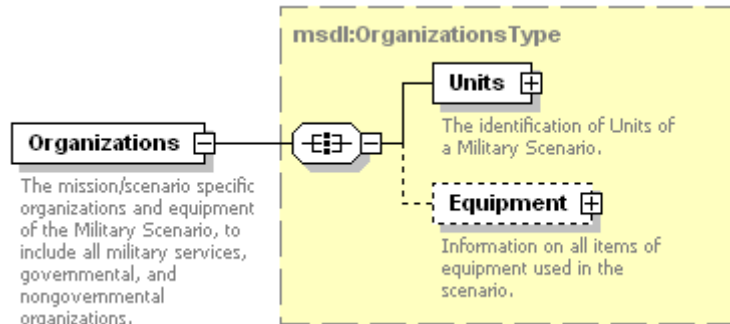 msdl:OrganizationsType
Units
The identification of Units of
a Military Scenario.
Organizations
The mission/scenario specific
organizations and equipment
of the Military Scenario, to
include all military services,
governmental, and
nongovernmental
organizations.
Equipment
Information on all items of
equipment used in the
scenario.